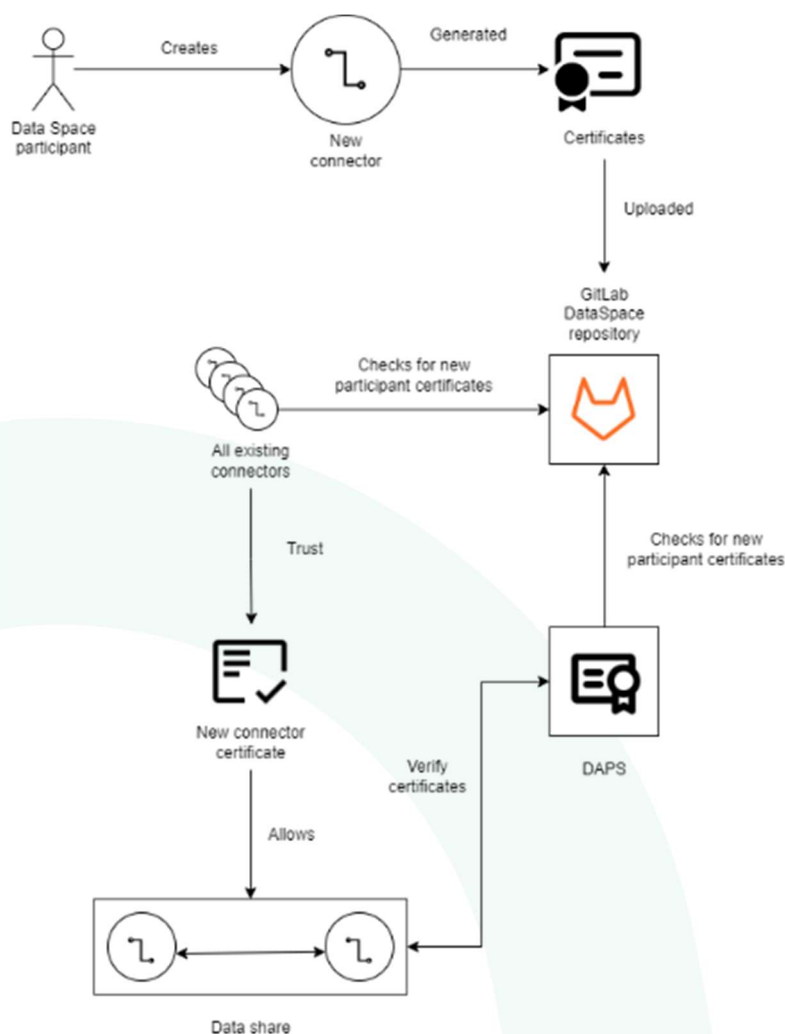 Creates
Generated
Data Space
participant
New
connector
Certificates
Uploaded
GitLab
DataSpace
repository
Checks for new
participant certificates
All existing
connectors
Trust
Checks for new
participant certificates
New connector
certificate
Verify
certificates
DAPS
Allows
Data share